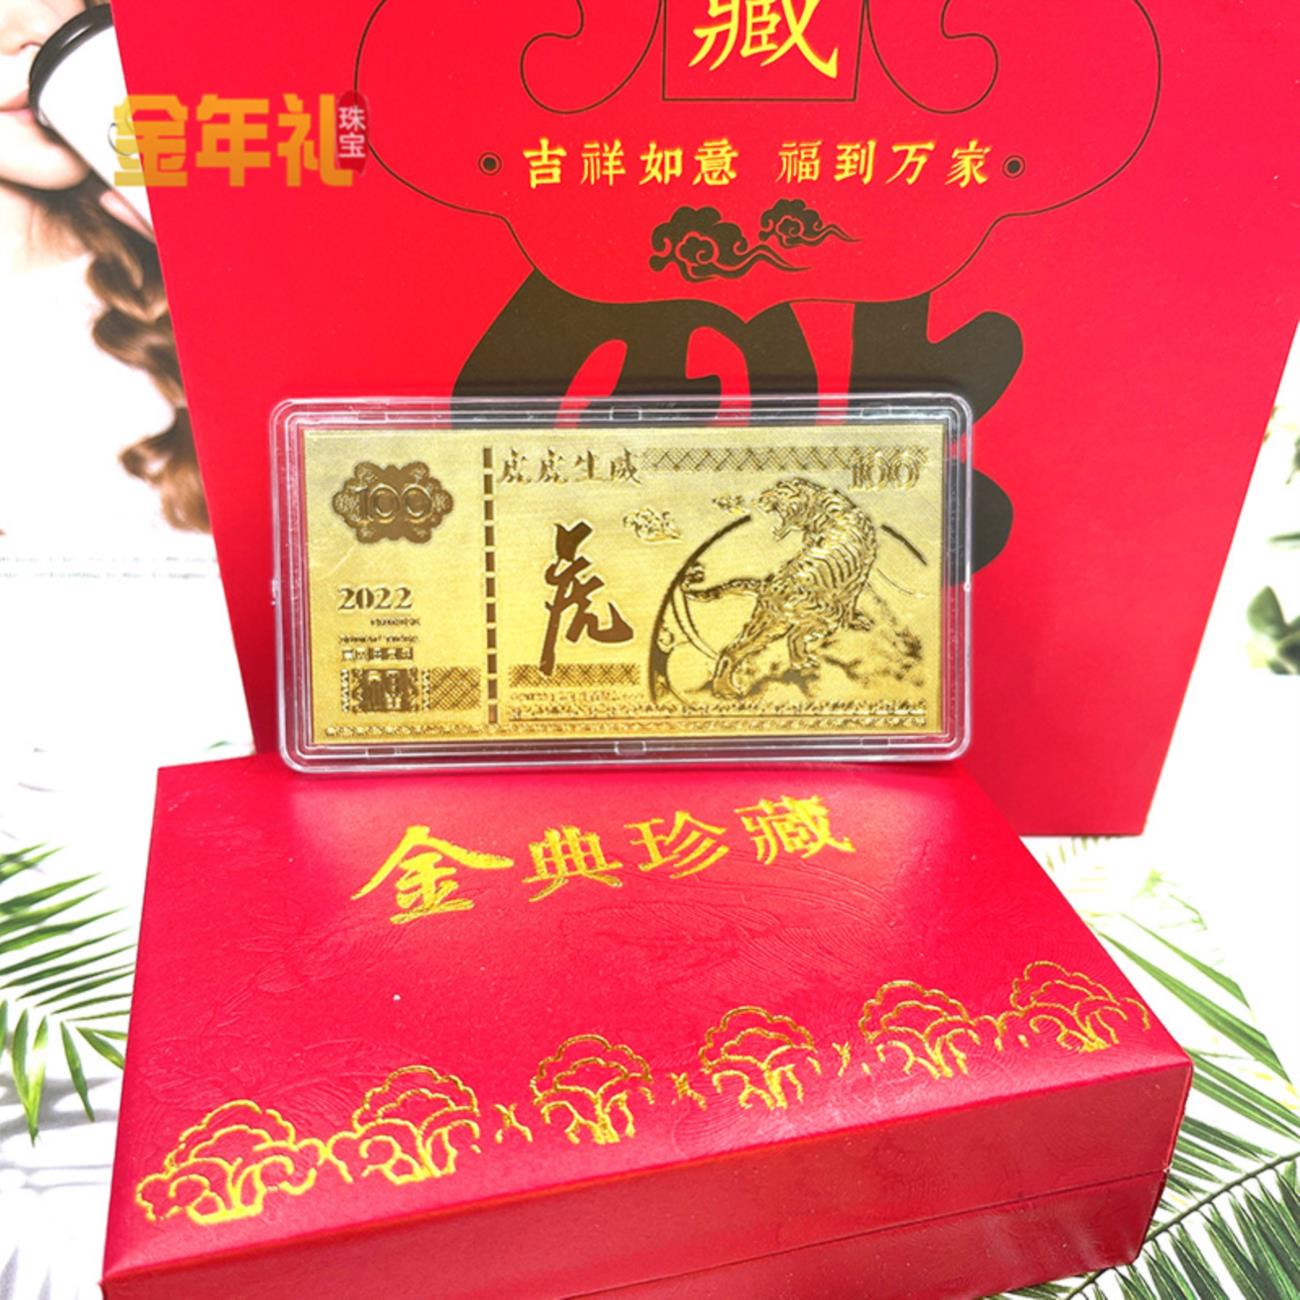 藏
金年礼
珠宝
吉祥如意 福到万家
虎虎生威
100
100
虎
2022
金典珍藏